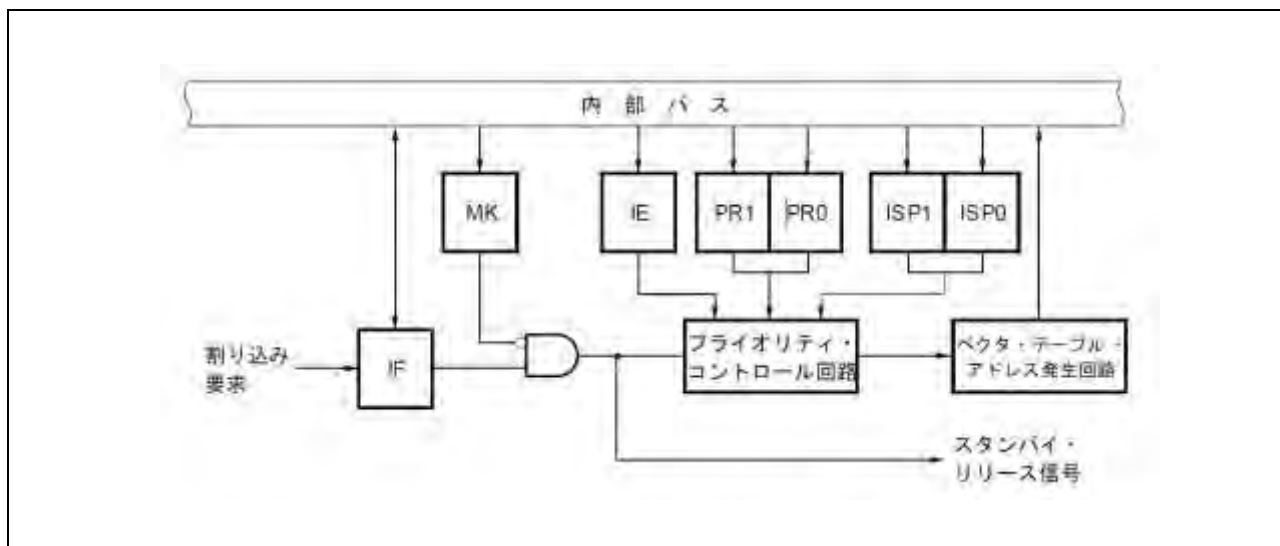 内 部 バ ス
MK
IE
PR1
PR0
ISP1
ISP0
割り込み
要求
IF
プライオリティ・
コントロール回路
ベクタ・テーブル・
アドレス発生回路
スタンバイ・
リリース信号